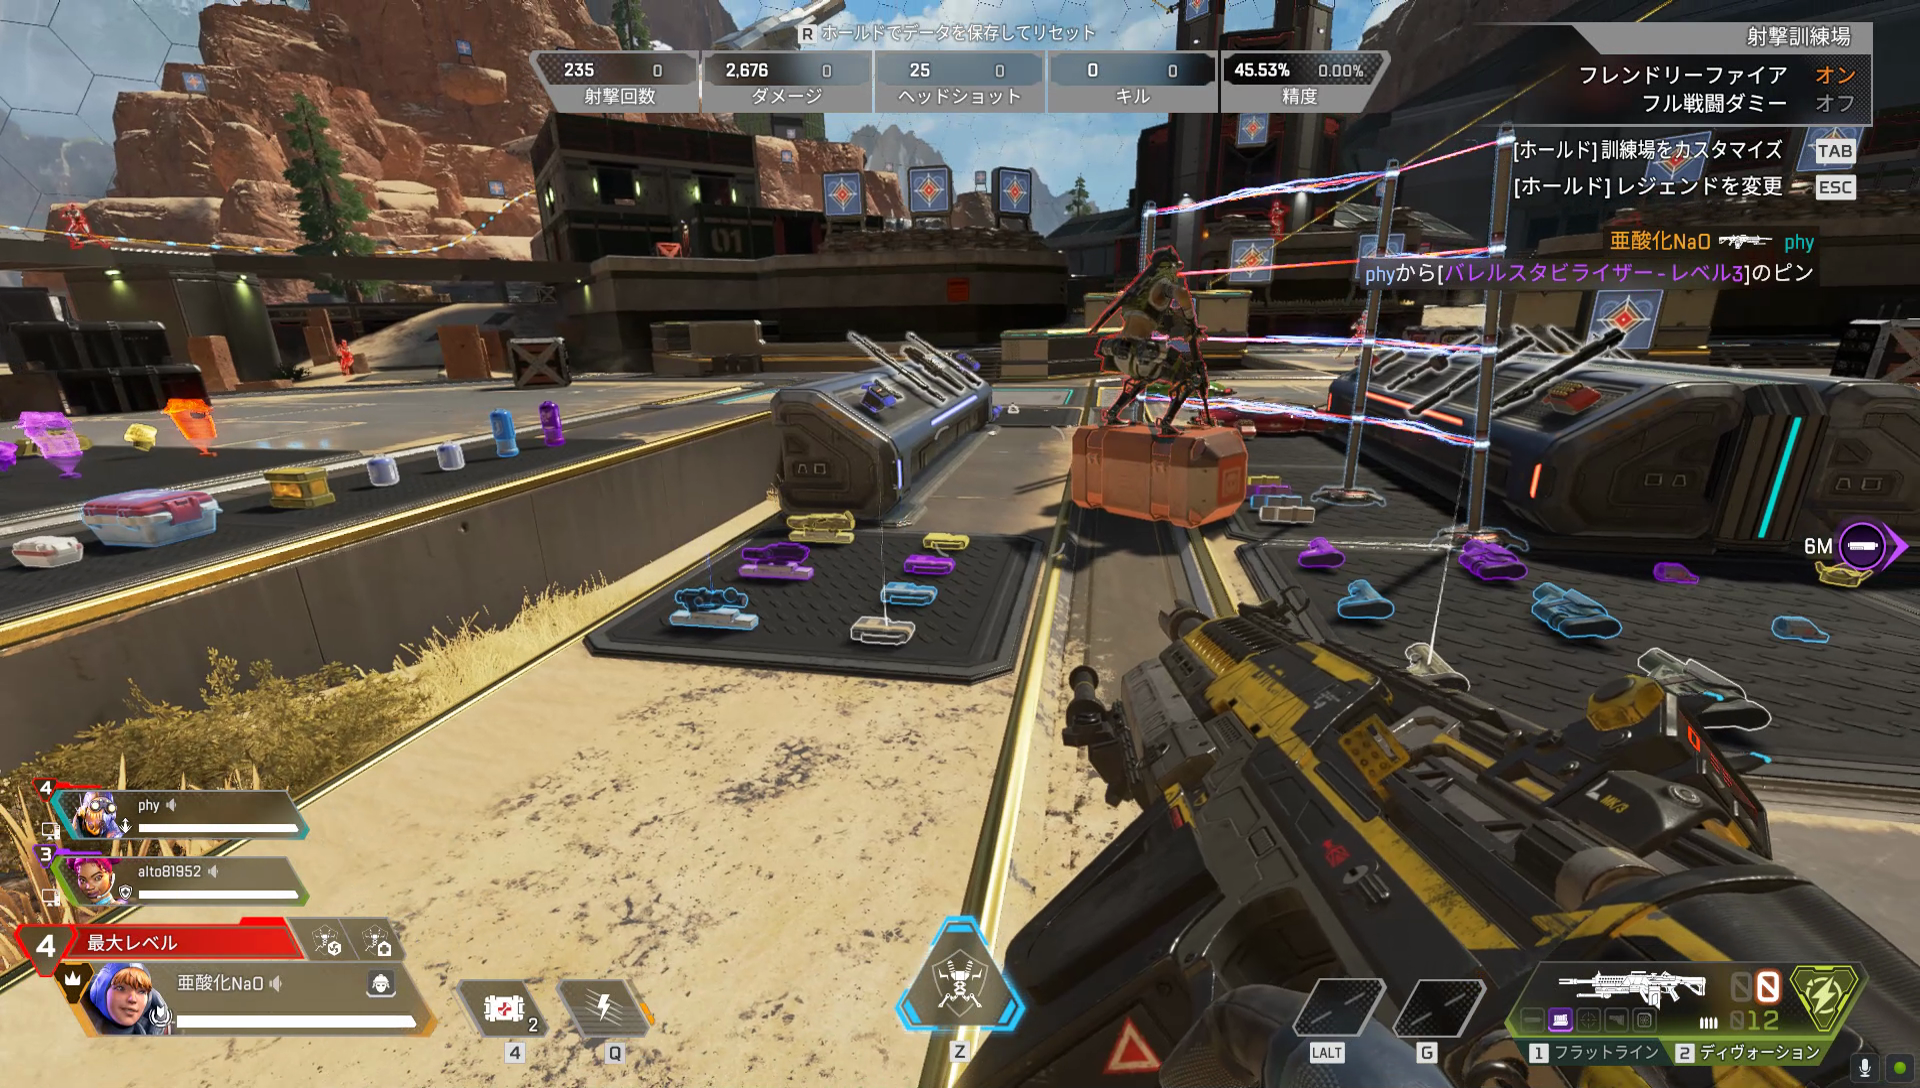 R ホールドでデータを保存してリセット
235 0
射撃回数
2,676 0
ダメージ
25 0
ヘッドショット
0 0
キル
45.53% 0.00%
精度
射撃訓練場
フレンドリーファイア オン
フル戦闘ダミー オフ
[ホールド]訓練場をカスタマイズ TAB
[ホールド]レジェンドを変更 ESC
亜酸化NaO phy
phyから[バレルスタビライザー - レベル3]のピン
01
6M
4
phy
3
alto81952
4 最大レベル
亜酸化NaO
2
4
Q
Z
LALT
G
00
012
1 フラットライン
2 ディヴォーション